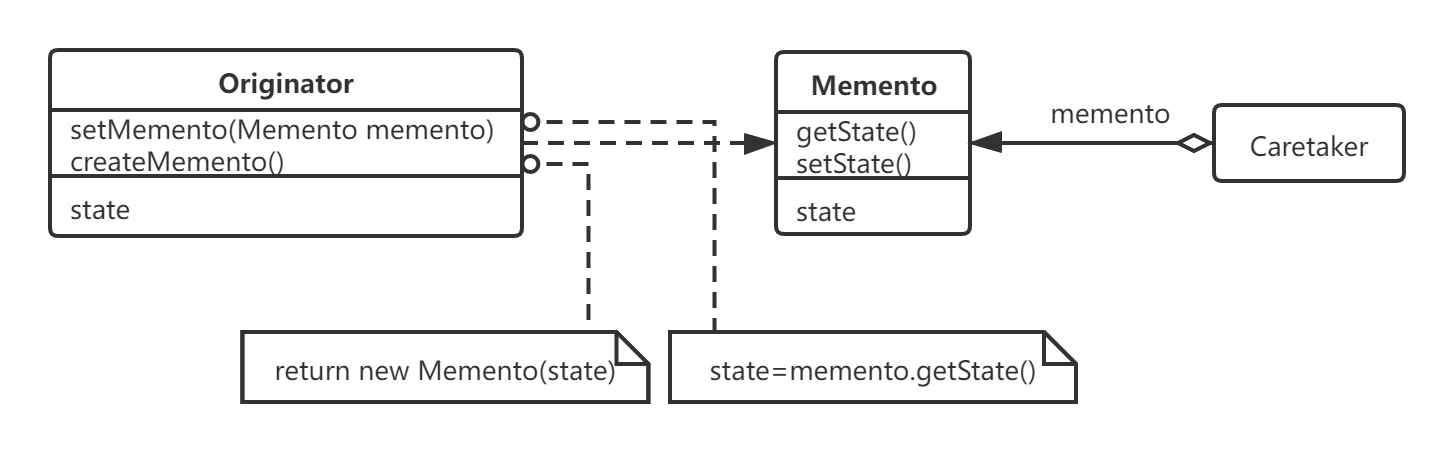 Originator
setMemento(Memento memento)
createMemento()
state
Memento
getState()
setState()
state
memento
Caretaker
return new Memento(state)
state=memento.getState()